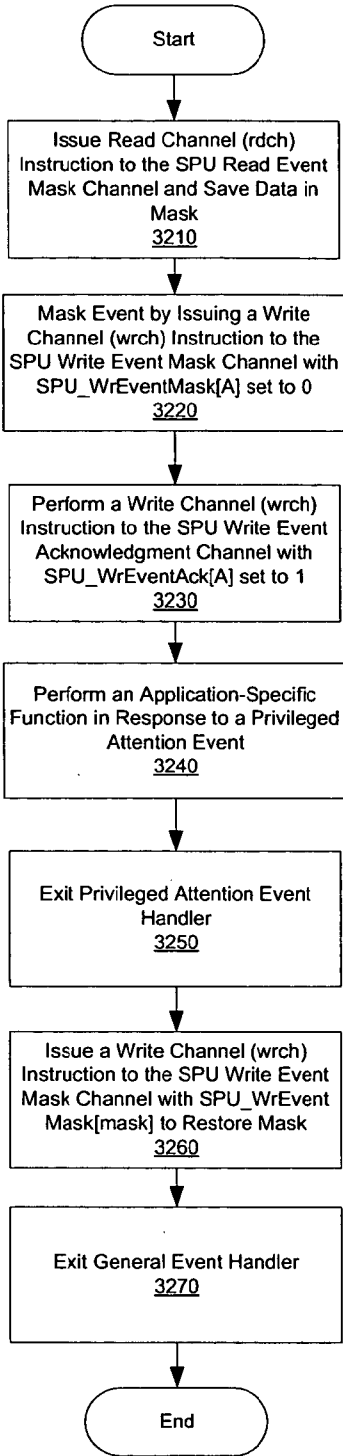 Start
Issue Read Channel (rdch)
Instruction to the SPU Read Event
Mask Channel and Save Data in
Mask
3210
Mask Event by Issuing a Write
Channel (wrch) Instruction to the
SPU Write Event Mask Channel with
SPU_WrEventMask[A] set to 0
3220
Perform a Write Channel (wrch)
Instruction to the SPU Write Event
Acknowledgment Channel with
SPU_WrEventAck[A] set to 1
3230
Perform an Application-Specific
Function in Response to a Privileged
Attention Event
3240
Exit Privileged Attention Event
Handler
3250
Issue a Write Channel (wrch)
Instruction to the SPU Write Event
Mask Channel with SPU_WrEvent
Mask[mask] to Restore Mask
3260
Exit General Event Handler
3270
End